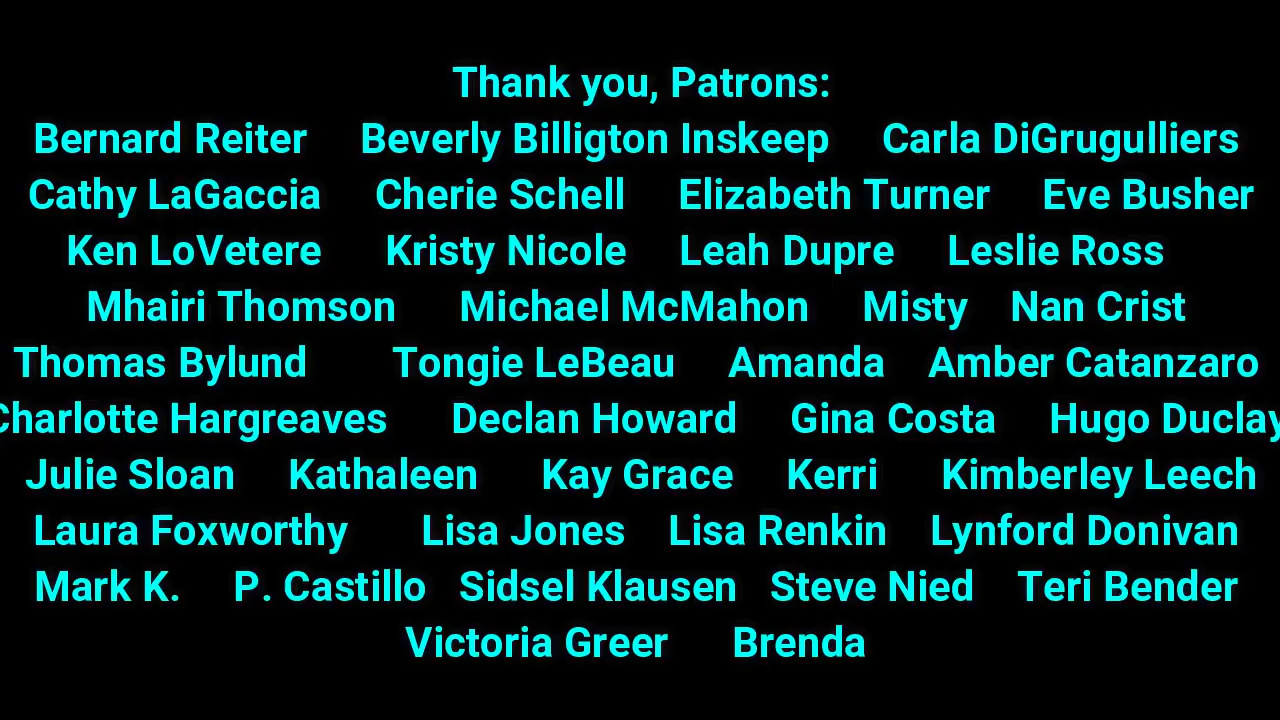 Thank you, Patrons:
Bernard Reiter Beverly Billigton Inskeep Carla DiGrugulliers
Cathy LaGaccia Cherie Schell Elizabeth Turner Eve Busher
Ken LoVetere Kristy Nicole Leah Dupre Leslie Ross
Mhairi Thomson Michael McMahon Misty Nan Crist
Thomas Bylund Tongie LeBeau Amanda Amber Catanzaro
Charlotte Hargreaves Declan Howard Gina Costa Hugo Duclay
Julie Sloan Kathaleen Kay Grace Kerri Kimberley Leech
Laura Foxworthy Lisa Jones Lisa Renkin Lynford Donivan
Mark K. P. Castillo Sidsel Klausen Steve Nied Teri Bender
Victoria Greer Brenda